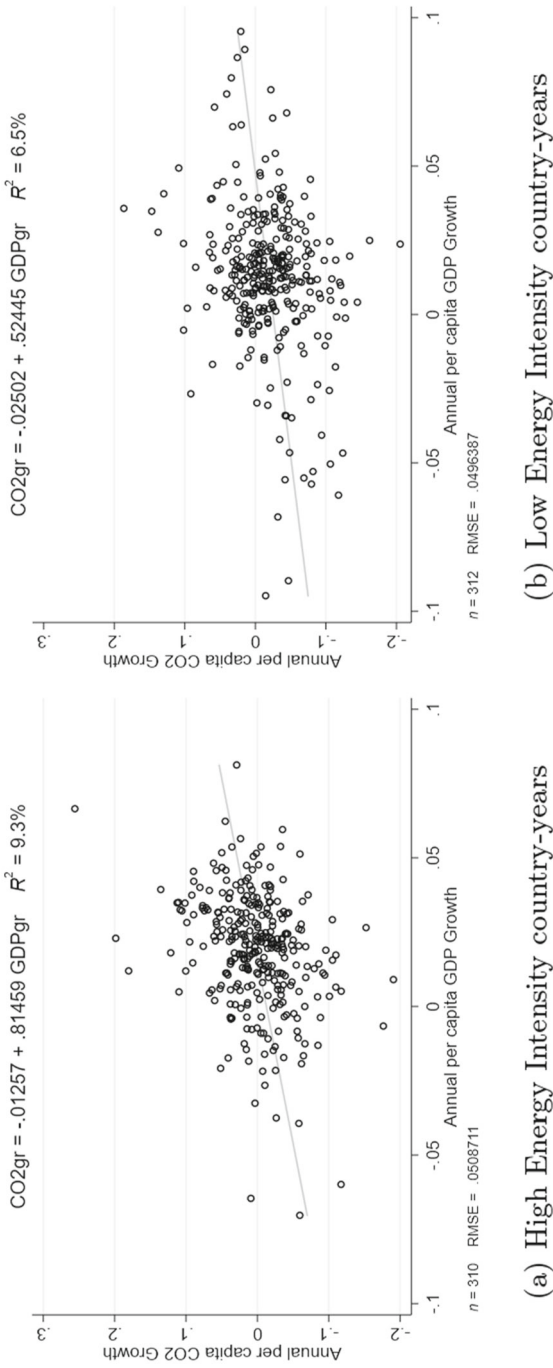 CO2gr = -.01257 + .81459 GDPgr R² = 9.3%
.3
.2
.1
0
-.1
-.2
Annual per capita CO2 Growth
-.1
-.05
0
.05
.1
Annual per capita GDP Growth
n = 310 RMSE = .0508711
(a) High Energy Intensity country-years
CO2gr = -.02502 + .52445 GDPgr R² = 6.5%
.3
.2
.1
0
-.1
-.2
Annual per capita CO2 Growth
-.1
-.05
0
.05
.1
Annual per capita GDP Growth
n = 312 RMSE = .0496387
(b) Low Energy Intensity country-years